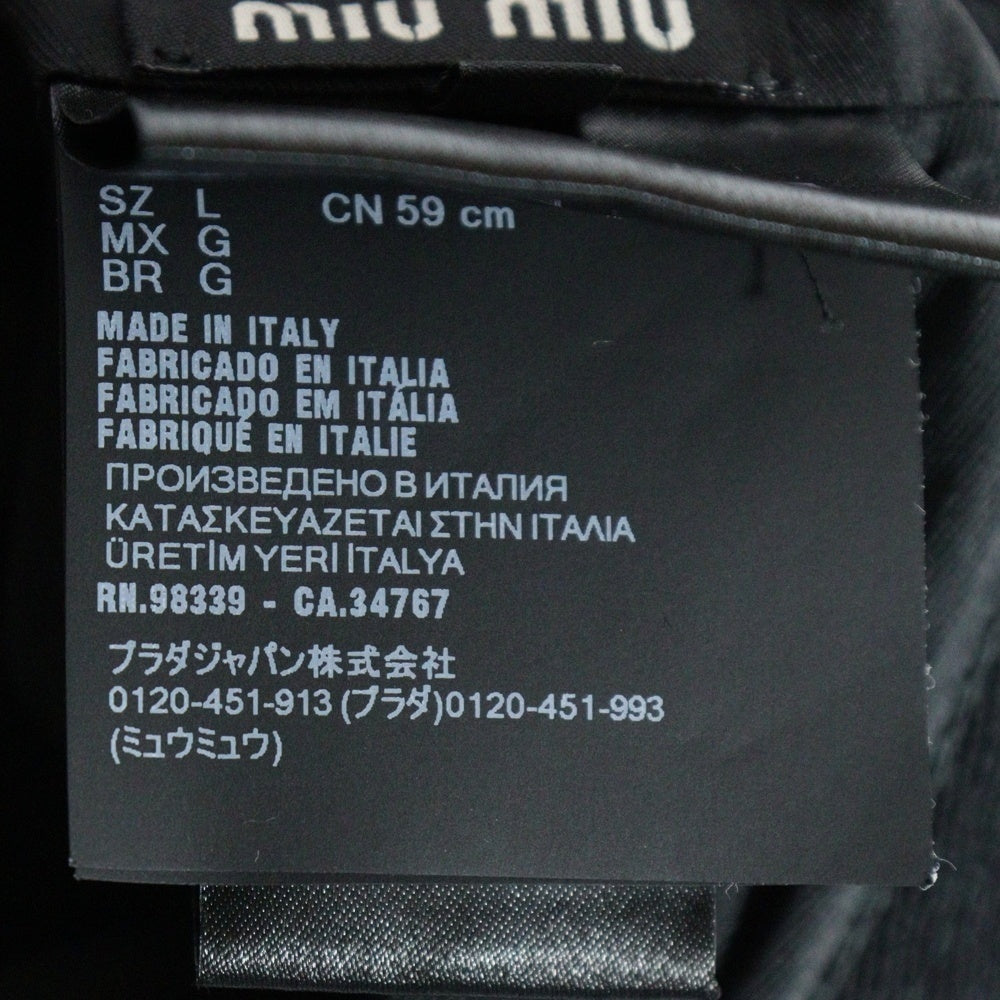 miu miu
SZ L CN 59 cm
MX G
BR G
MADE IN ITALY
FABRICADO EN ITALIA
FABRICADO EM ITÁLIA
FABRIQUÉ EN ITALIE
ПРОИЗВЕДЕНО В ИТАЛИЯ
ΚΑΤΑΣΚΕΥΑΖΕΤΑΙ ΣΤΗΝ ΙΤΑΛΙΑ
ÜRETİM YERİ İTALYA
RN.98339 - CA.34767
プラダジャパン株式会社
0120-451-913 (プラダ)0120-451-993
(ミュウミュウ)